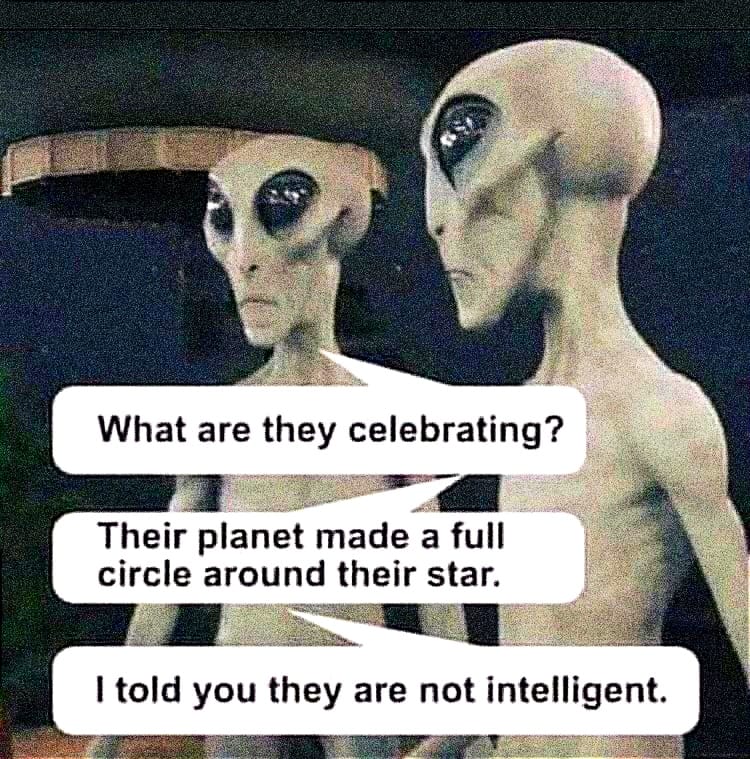 What are they celebrating?
Their planet made a full
circle around their star.
I told you they are not intelligent.